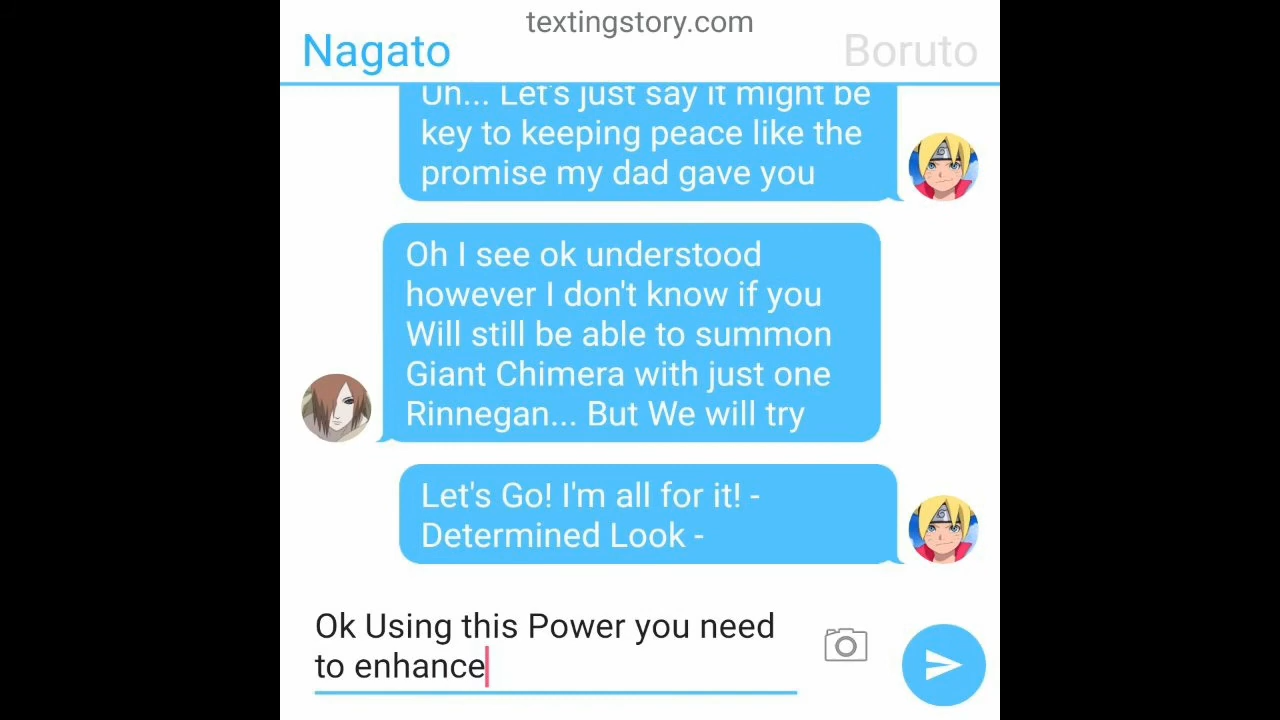 textingstory.com
Nagato
Boruto
Uh... Let's just say it might be
key to keeping peace like the
promise my dad gave you
Oh I see ok understood
however I don't know if you
Will still be able to summon
Giant Chimera with just one
Rinnegan... But We will try
Let's Go! I'm all for it! -
Determined Look -
Ok Using this Power you need
to enhance